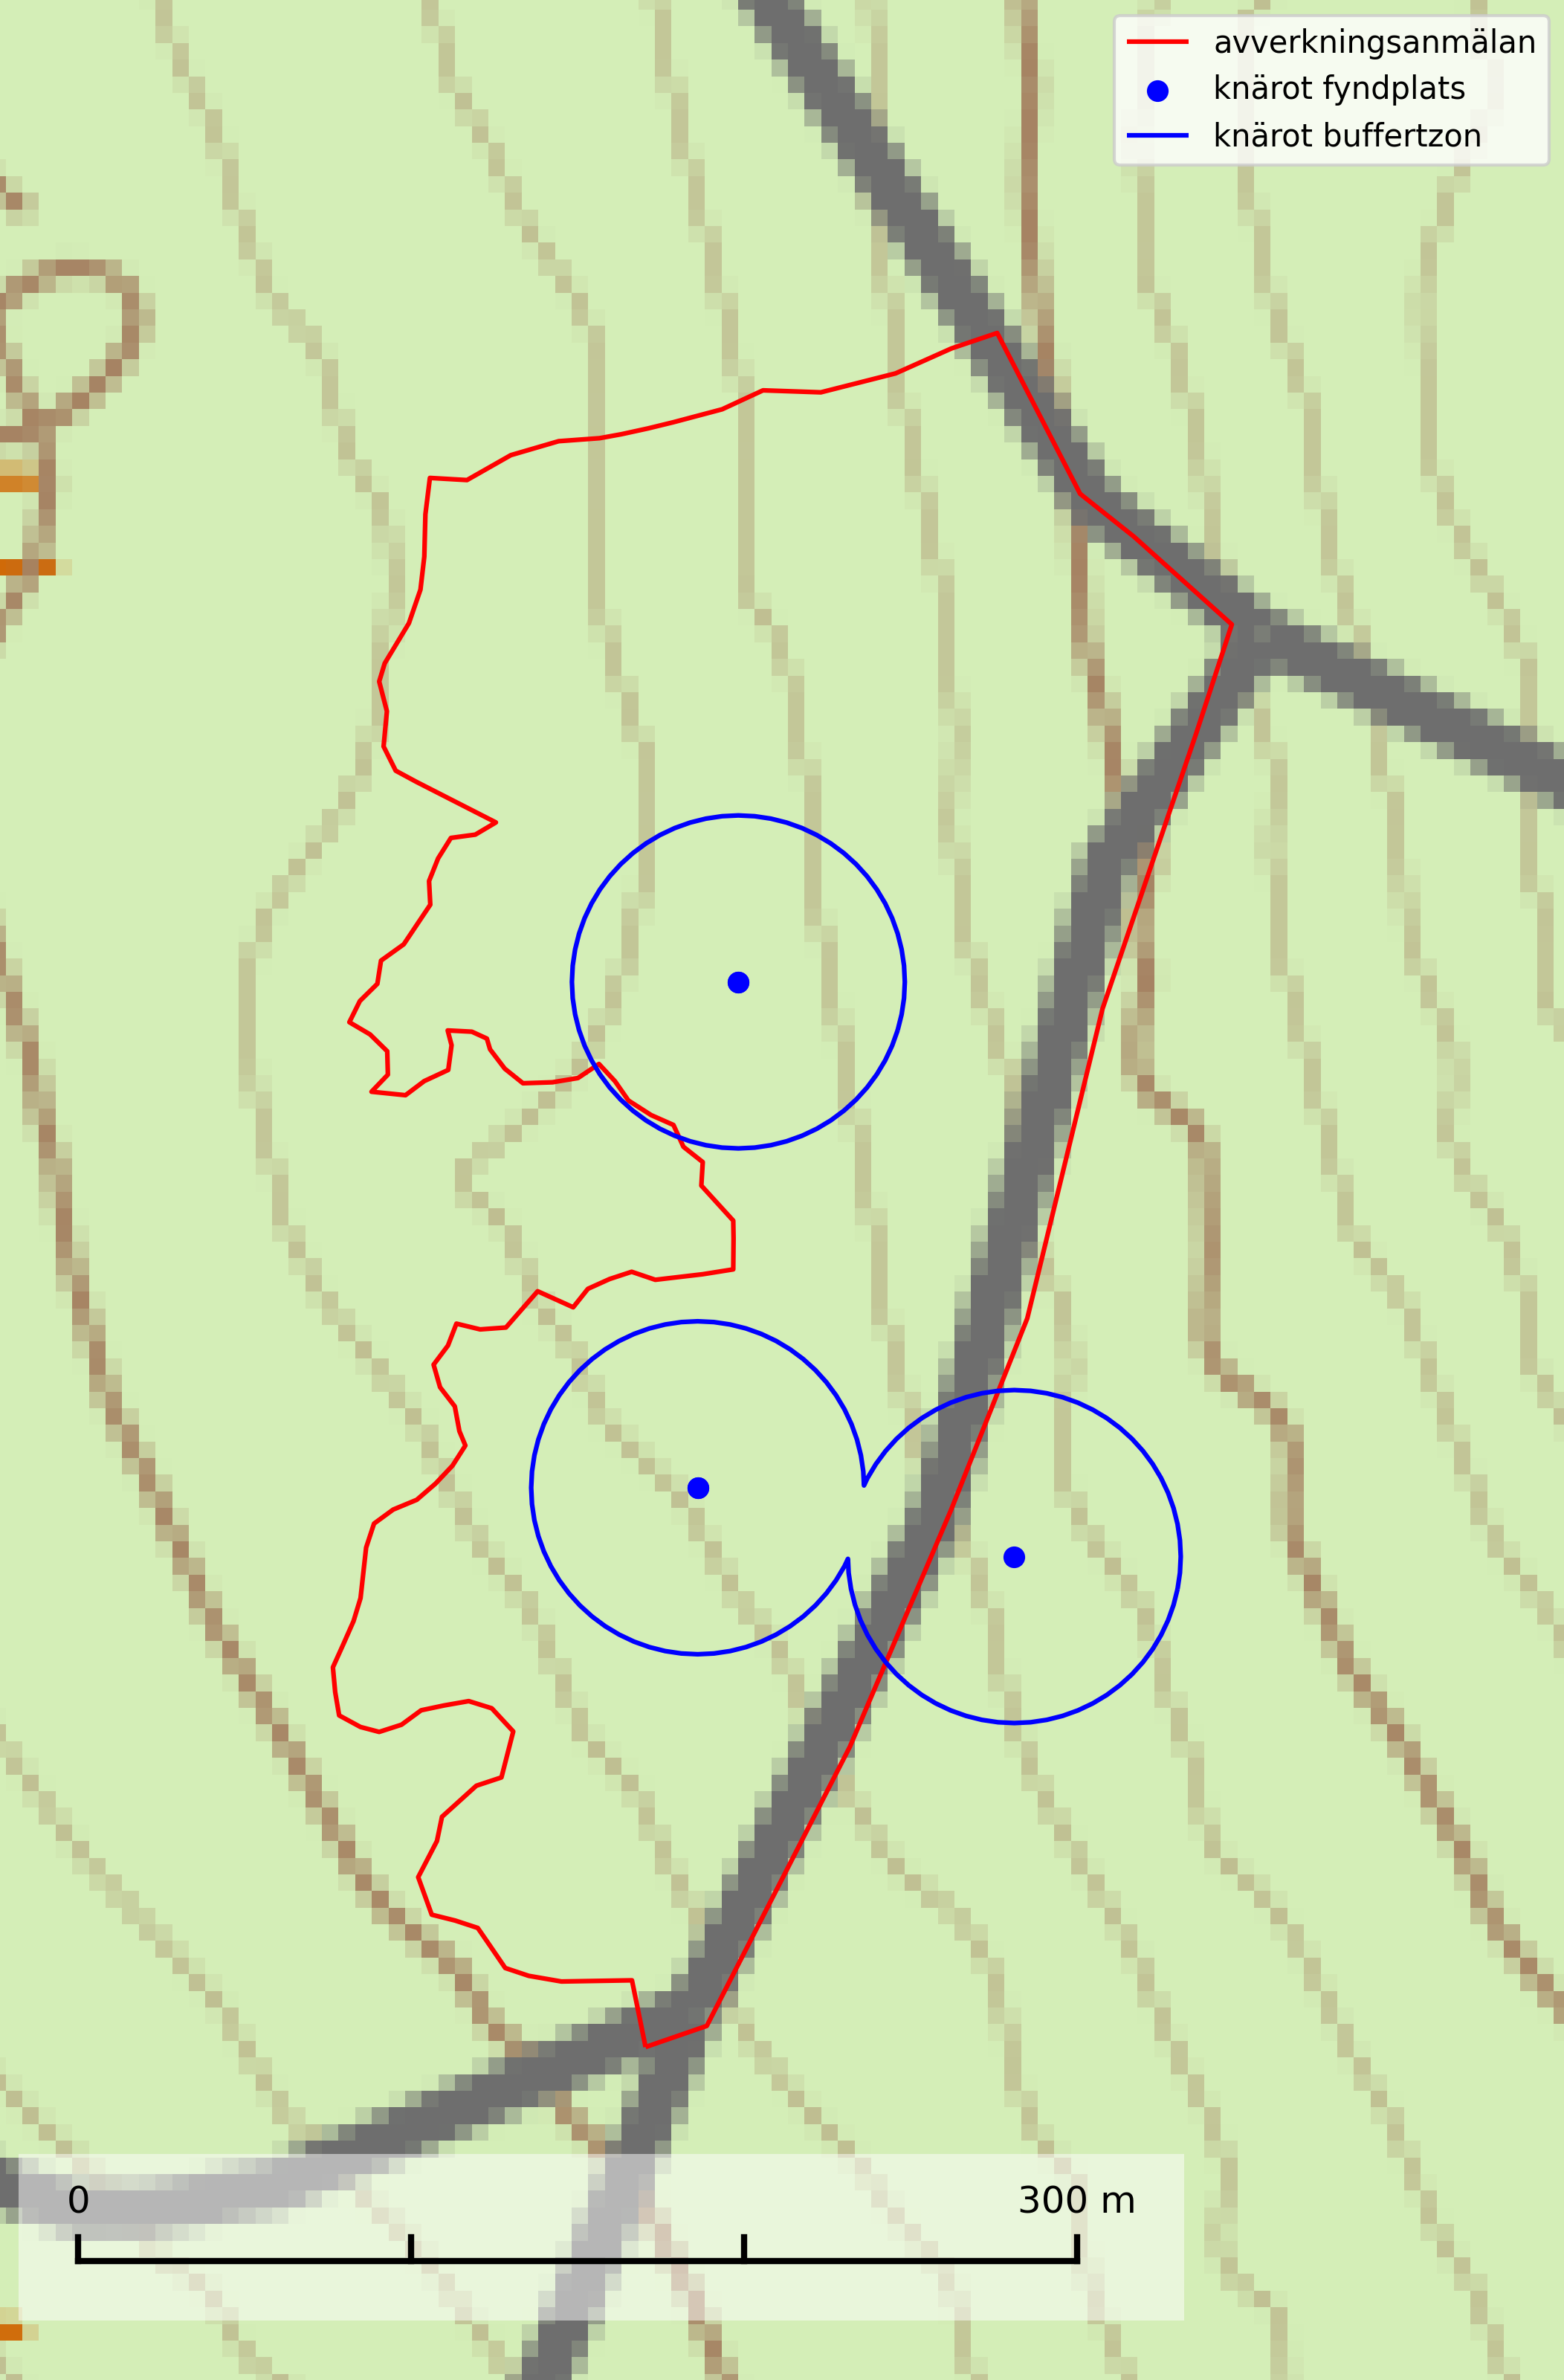 avverkningsanmälan
knärot fyndplats
knärot buffertzon
0 300 m